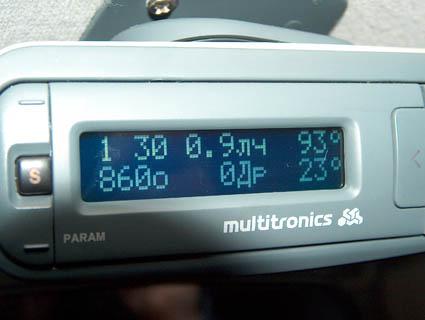 1 30 0.9лч 93°
860о 0Др 23°
S
multitronics
PARAM